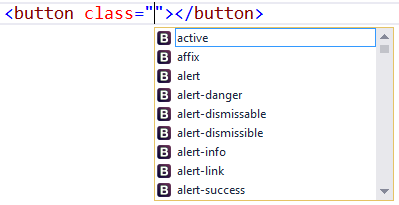 <button class=""></button>
B active
B affix
B alert
B alert-danger
B alert-dismissable
B alert-dismissible
B alert-info
B alert-link
B alert-success